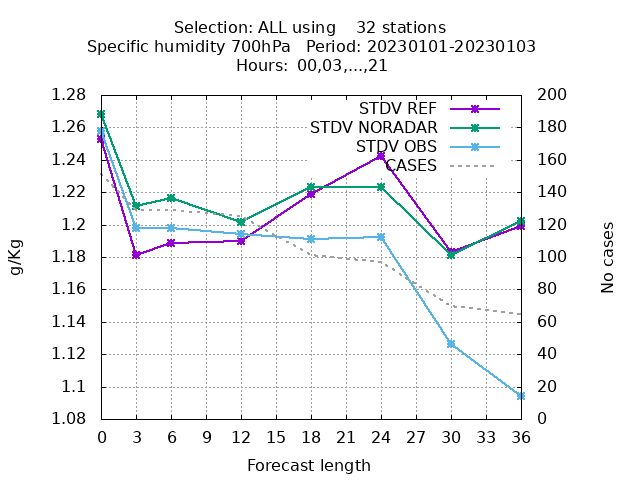 Selection: ALL using    32 stations
Specific humidity 700hPa   Period: 20230101-20230103
Hours: 00,03,...,21
STDV REF
STDV NORADAR
STDV OBS
CASES
1.28
1.26
1.24
1.22
1.2
1.18
1.16
1.14
1.12
1.1
1.08
g/Kg
200
180
160
140
120
100
80
60
40
20
0
No cases
0 3 6 9 12 15 18 21 24 27 30 33 36
Forecast length